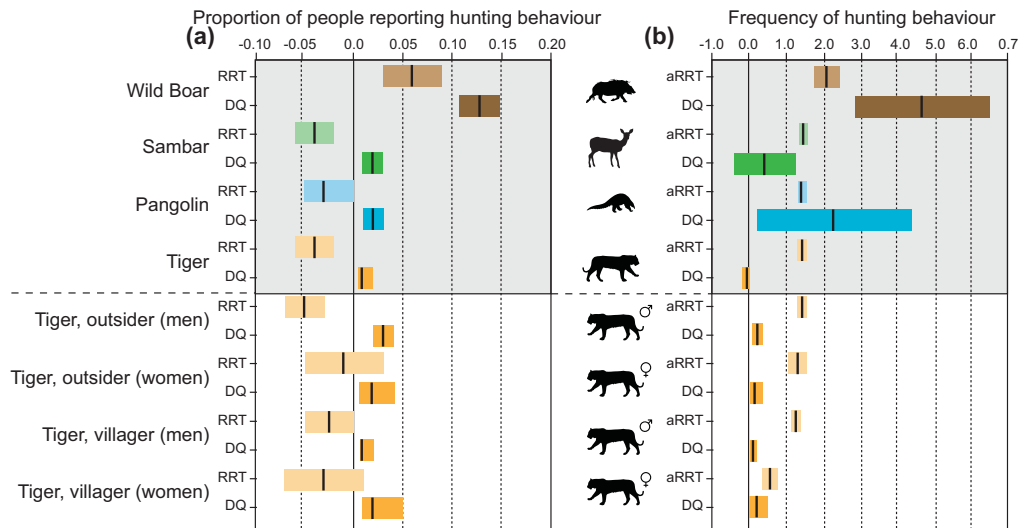 Proportion of people reporting hunting behaviour
Frequency of hunting behaviour
(a)
(b)
-0.10 -0.05 0.0 0.05 0.10 0.15 0.20
-1.0 0.0 1.0 2.0 3.0 4.0 5.0 6.0 0.7
Wild Boar
RRT
DQ
aRRT
DQ
Sambar
RRT
DQ
aRRT
DQ
Pangolin
RRT
DQ
aRRT
DQ
Tiger
RRT
DQ
aRRT
DQ
Tiger, outsider (men)
RRT
DQ
♂
aRRT
DQ
Tiger, outsider (women)
RRT
DQ
♀
aRRT
DQ
Tiger, villager (men)
RRT
DQ
♂
aRRT
DQ
Tiger, villager (women)
RRT
DQ
♀
aRRT
DQ